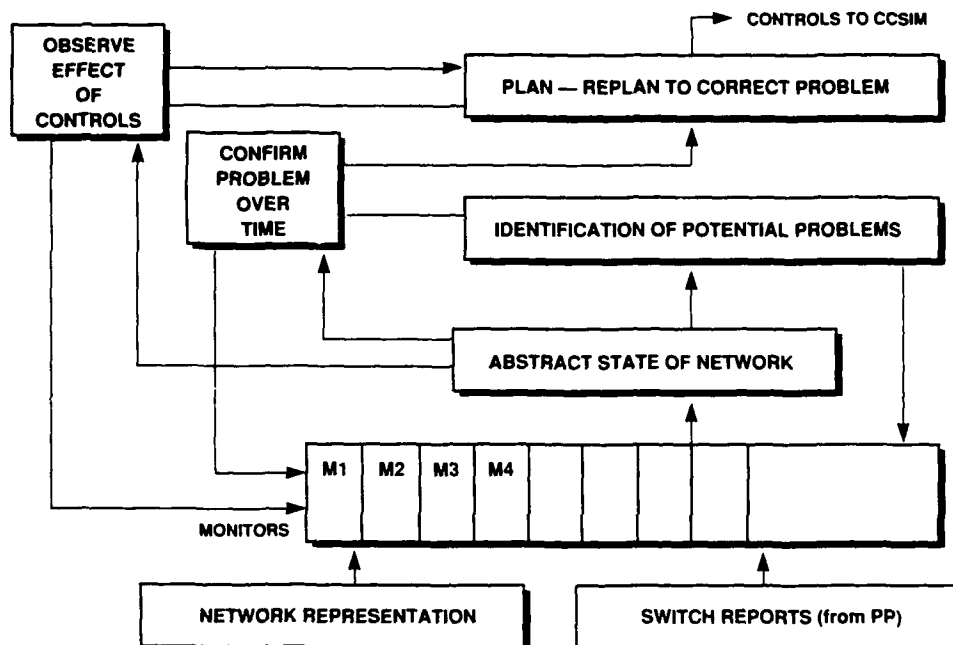 CONTROLS TO CCSIM
OBSERVE
EFFECT
OF
CONTROLS
PLAN — REPLAN TO CORRECT PROBLEM
CONFIRM
PROBLEM
OVER
TIME
IDENTIFICATION OF POTENTIAL PROBLEMS
ABSTRACT STATE OF NETWORK
M1 M2 M3 M4
MONITORS
NETWORK REPRESENTATION
SWITCH REPORTS (from PP)